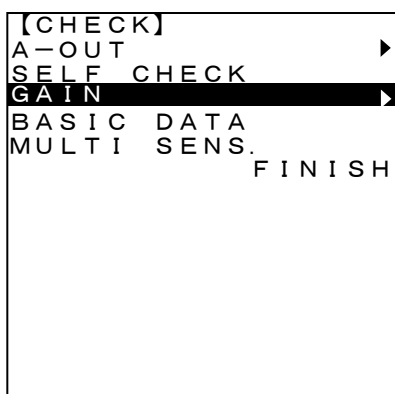 【CHECK】
A－OUT ▶
SELF CHECK
GAIN ▶
BASIC DATA
MULTI SENS.
FINISH